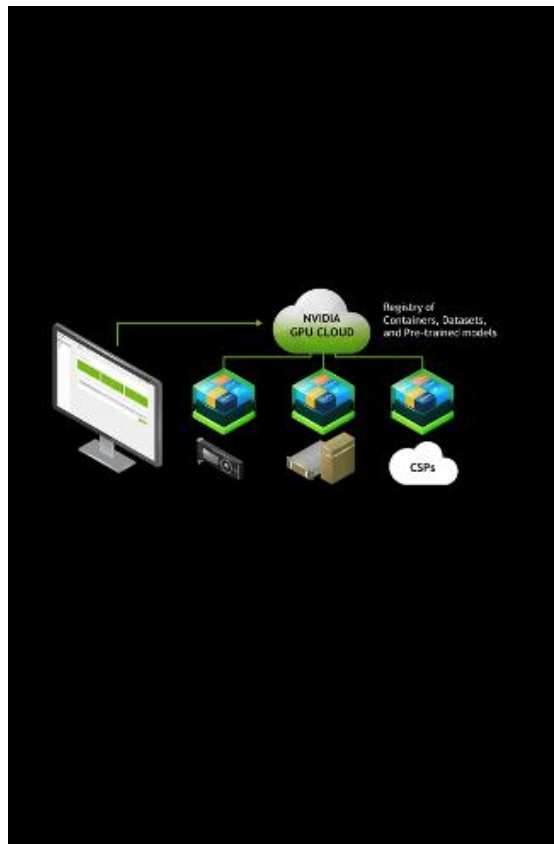 NVIDIA
GPU CLOUD
Registry of
Containers, Datasets,
and Pre-trained models
CSPs